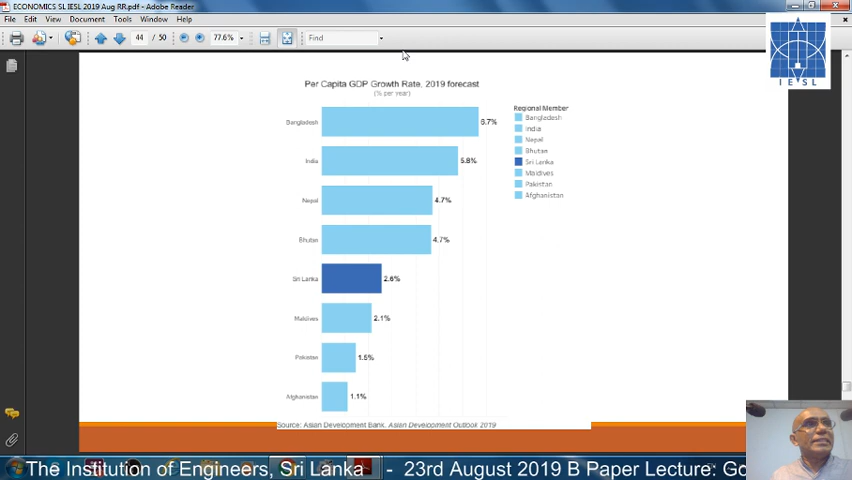 ECONOMICS SL IESL 2019 Aug RR.pdf - Adobe Reader
File Edit View Document Tools Window Help
44 / 50 77.6% Find
IESL
Per Capita GDP Growth Rate, 2019 forecast
(% per year)
Bangladesh 6.7%
India 5.8%
Nepal 4.7%
Bhutan 4.7%
Sri Lanka 2.6%
Maldives 2.1%
Pakistan 1.5%
Afghanistan 1.1%
Regional Member
Bangladesh
India
Nepal
Bhutan
Sri Lanka
Maldives
Pakistan
Afghanistan
Source: Asian Development Bank. Asian Development Outlook 2019
The Institution of Engineers, Sri Lanka - 23rd August 2019 B Paper Lecture: Go